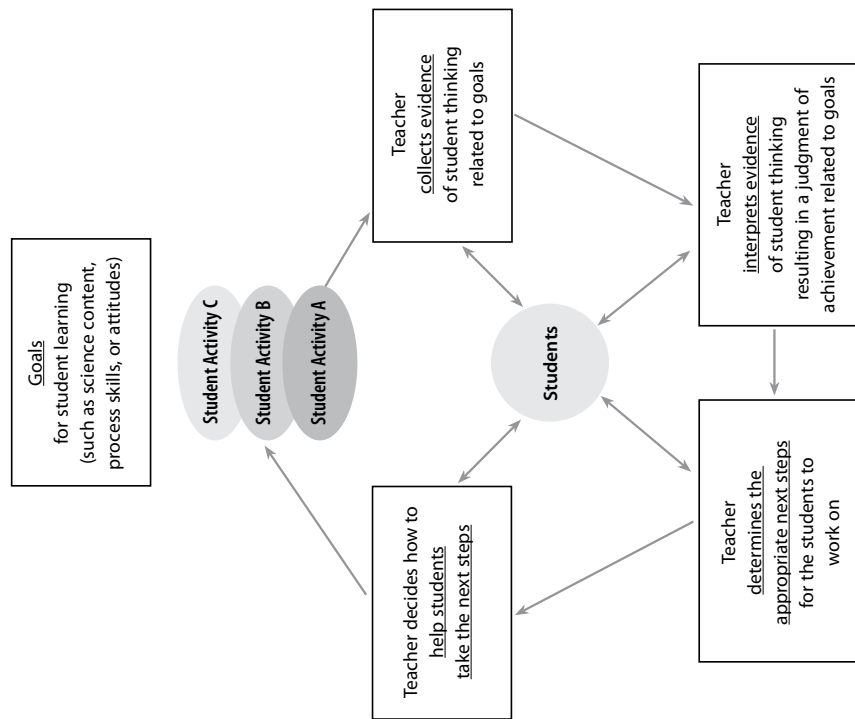 Goals
for student learning
(such as science content,
process skills, or attitudes)
Student Activity C
Student Activity B
Student Activity A
Teacher
collects evidence
of student thinking
related to goals
Teacher
interprets evidence
of student thinking
resulting in a judgment of
achievement related to goals
Teacher
determines the
appropriate next steps
for the students to
work on
Teacher decides how to
help students
take the next steps
Students